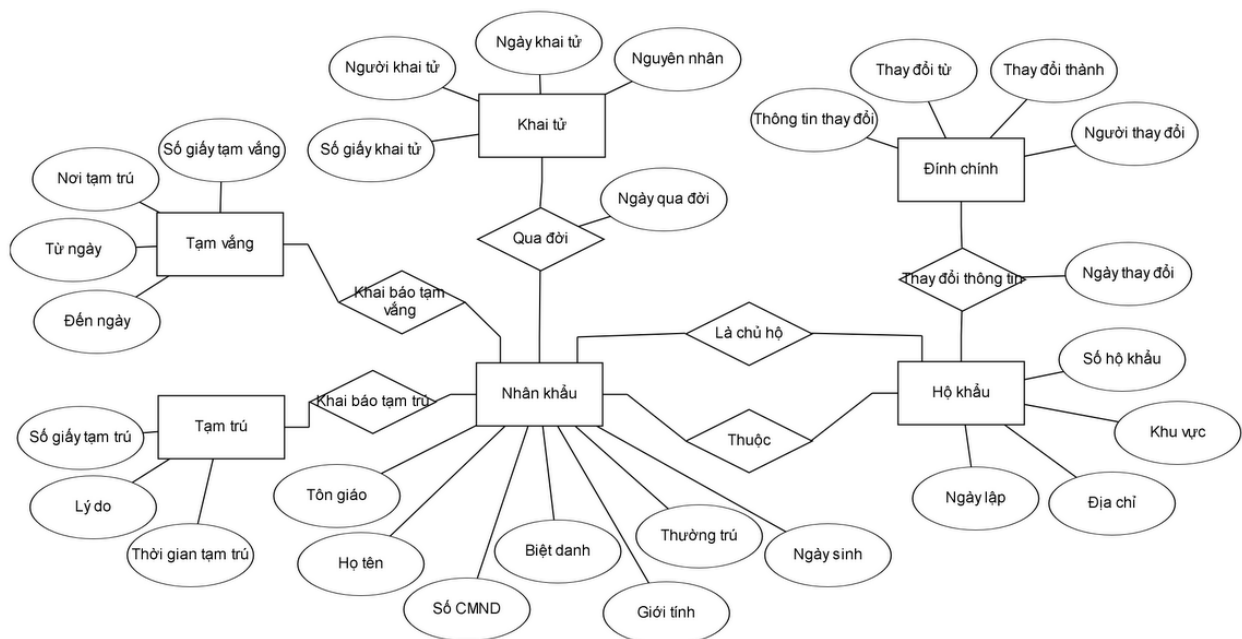 Ngày khai tử
Người khai tử
Nguyên nhân
Khai tử
Số giấy khai tử
Thay đổi từ
Thay đổi thành
Thông tin thay đổi
Người thay đổi
Đính chính
Số giấy tạm vắng
Nơi tạm trú
Từ ngày
Tạm vắng
Đến ngày
Ngày qua đời
Qua đời
Khai báo tạm
vắng
Thay đổi thông tin
Ngày thay đổi
Là chủ hộ
Số hộ khẩu
Nhân khẩu
Hộ khẩu
Khai báo tạm trú
Tạm trú
Số giấy tạm trú
Thuộc
Khu vực
Lý do
Thời gian tạm trú
Tôn giáo
Họ tên
Số CMND
Biệt danh
Giới tính
Thường trú
Ngày sinh
Ngày lập
Địa chỉ